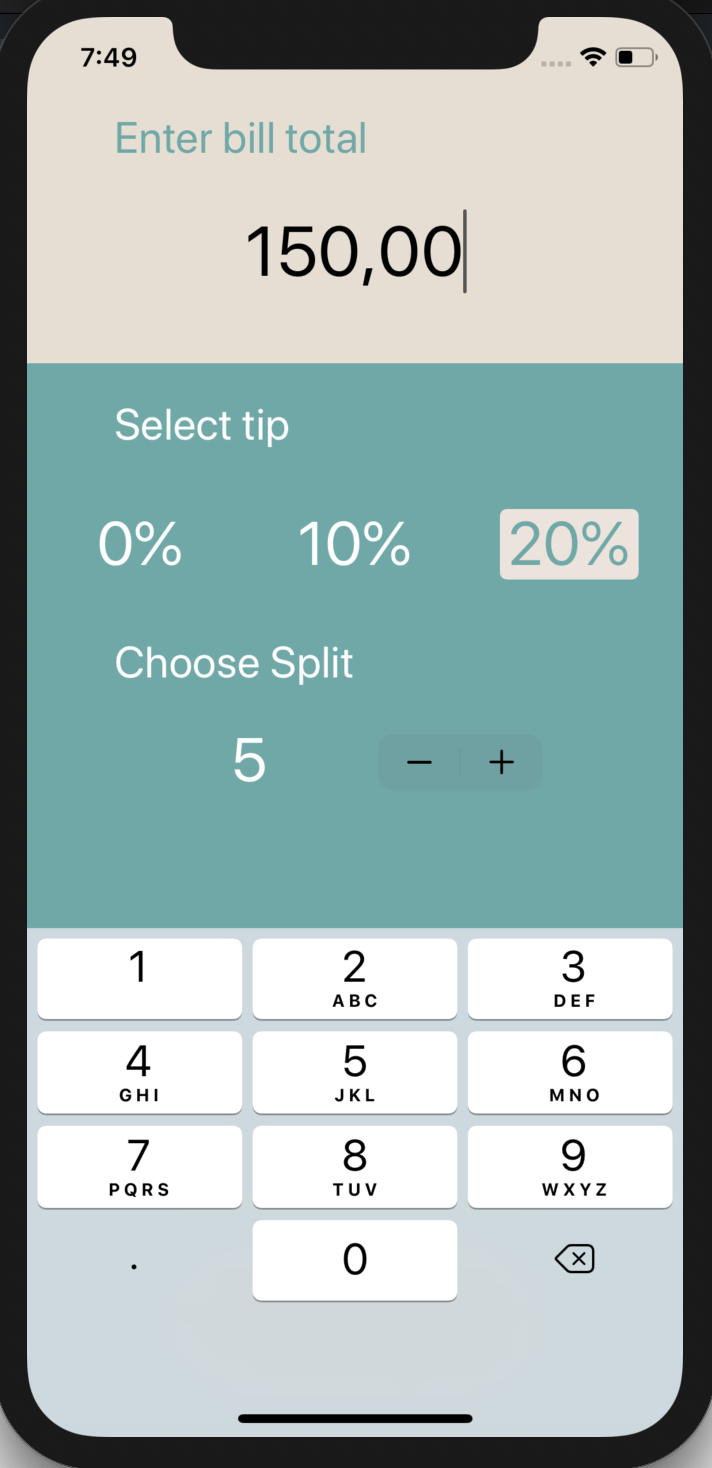 7:49
Enter bill total
150,00
Select tip
0% 10% 20%
Choose Split
5 − +
1 2 3
ABC DEF
4 5 6
GHI JKL MNO
7 8 9
PQRS TUV WXYZ
. 0